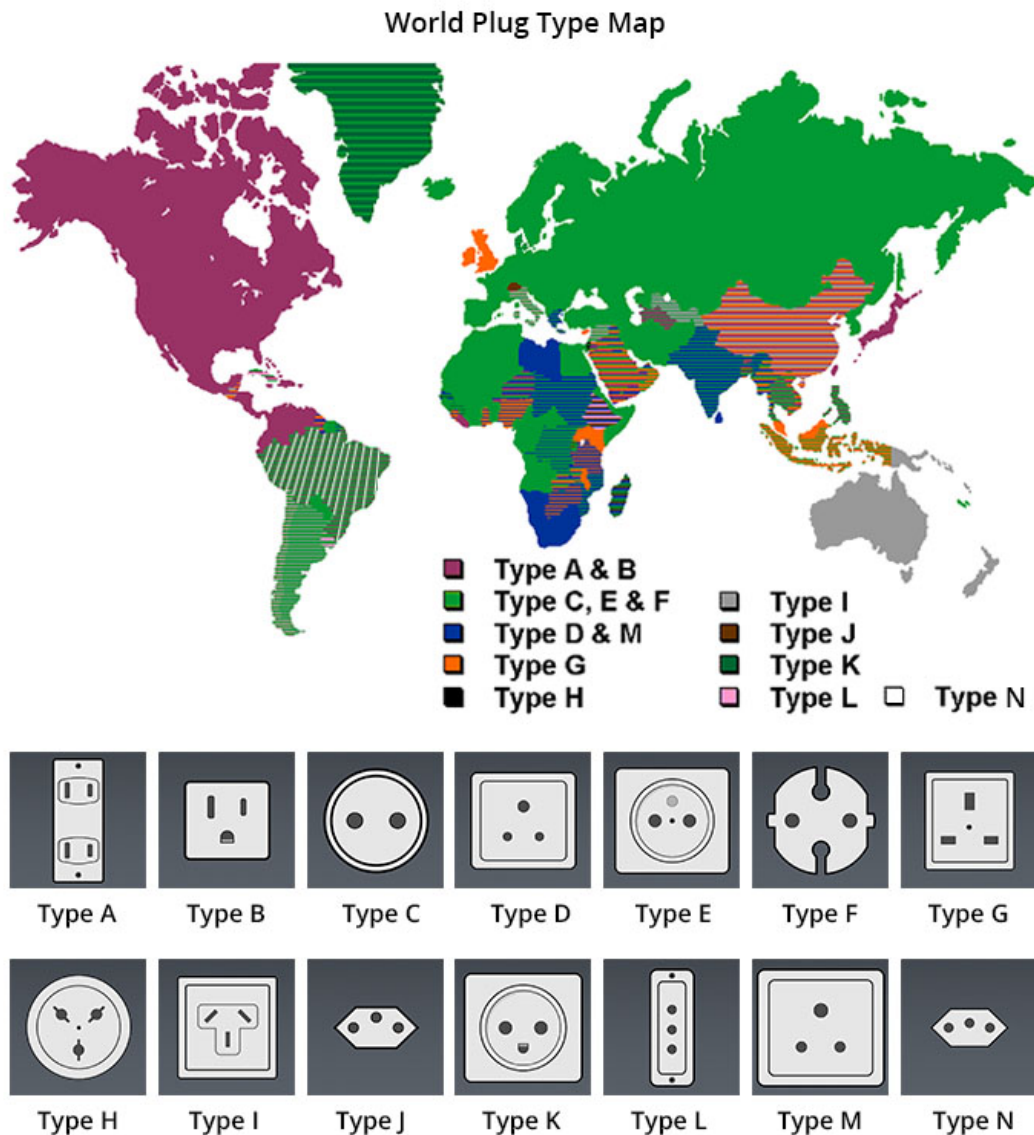 World Plug Type Map
Type A & B
Type C, E & F
Type D & M
Type G
Type H
Type I
Type J
Type K
Type L
Type N
Type A
Type B
Type C
Type D
Type E
Type F
Type G
Type H
Type I
Type J
Type K
Type L
Type M
Type N